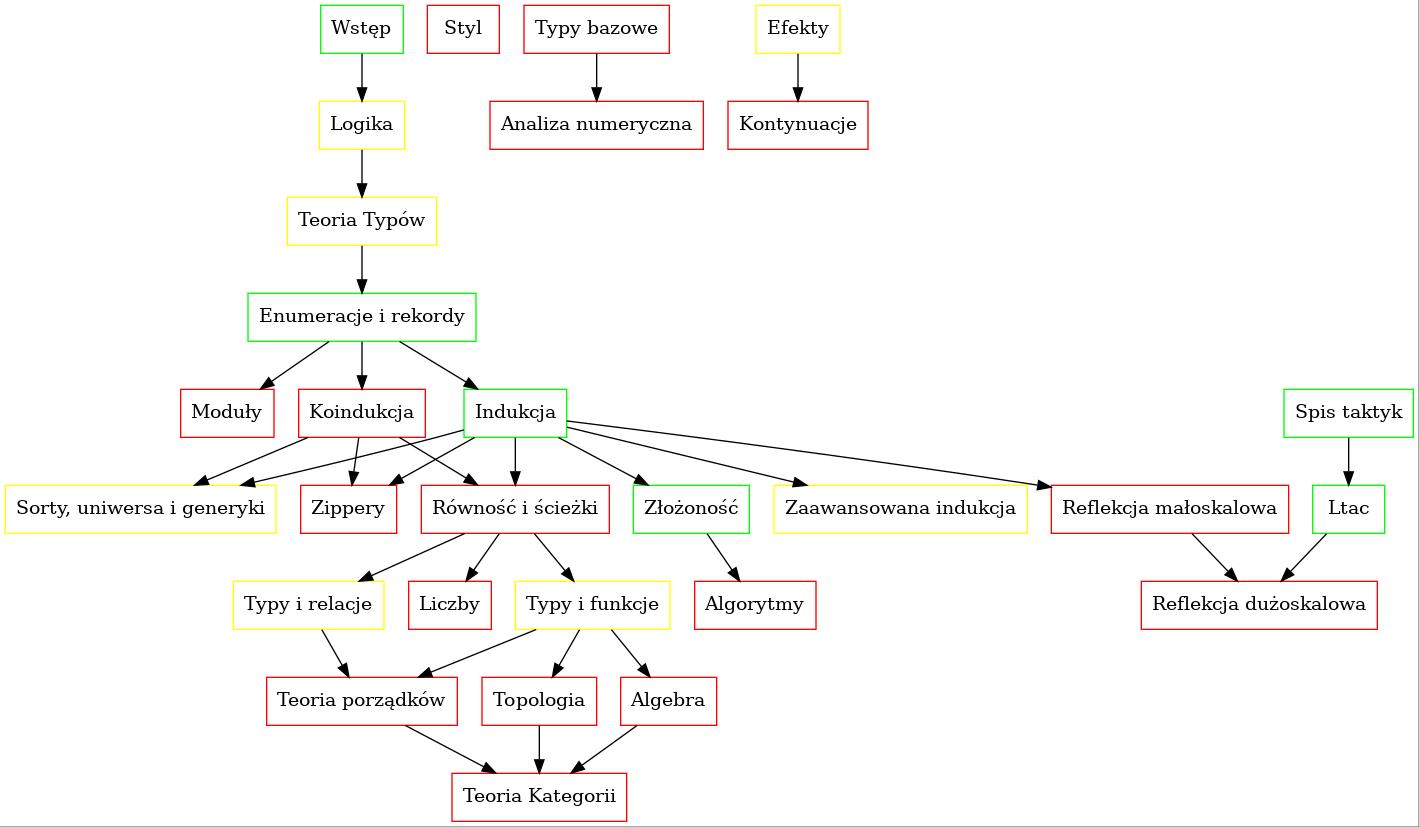 Wstęp
Styl
Typy bazowe
Efekty
Logika
Analiza numeryczna
Kontynuacje
Teoria Typów
Enumeracje i rekordy
Moduły
Koindukcja
Indukcja
Spis taktyk
Sorty, uniwersa i generyki
Zippery
Równość i ścieżki
Złożoność
Zaawansowana indukcja
Reflekcja małoskalowa
Ltac
Typy i relacje
Liczby
Typy i funkcje
Algorytmy
Reflekcja dużoskalowa
Teoria porządków
Topologia
Algebra
Teoria Kategorii